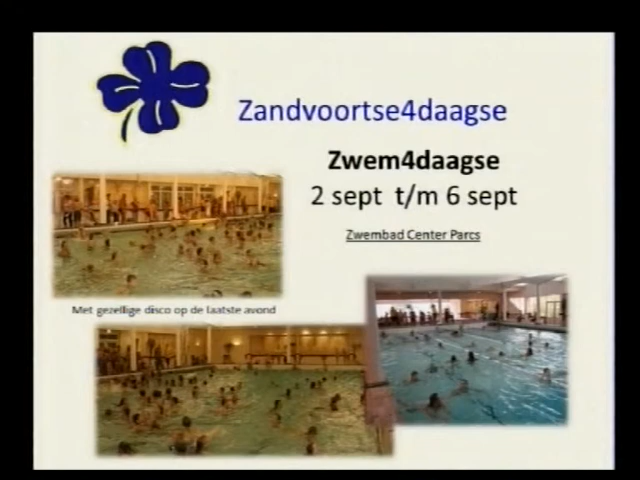 Zandvoortse4daagse
Zwem4daagse
2 sept t/m 6 sept
Zwembad Center Parcs
Met gezellige disco op de laatste avond